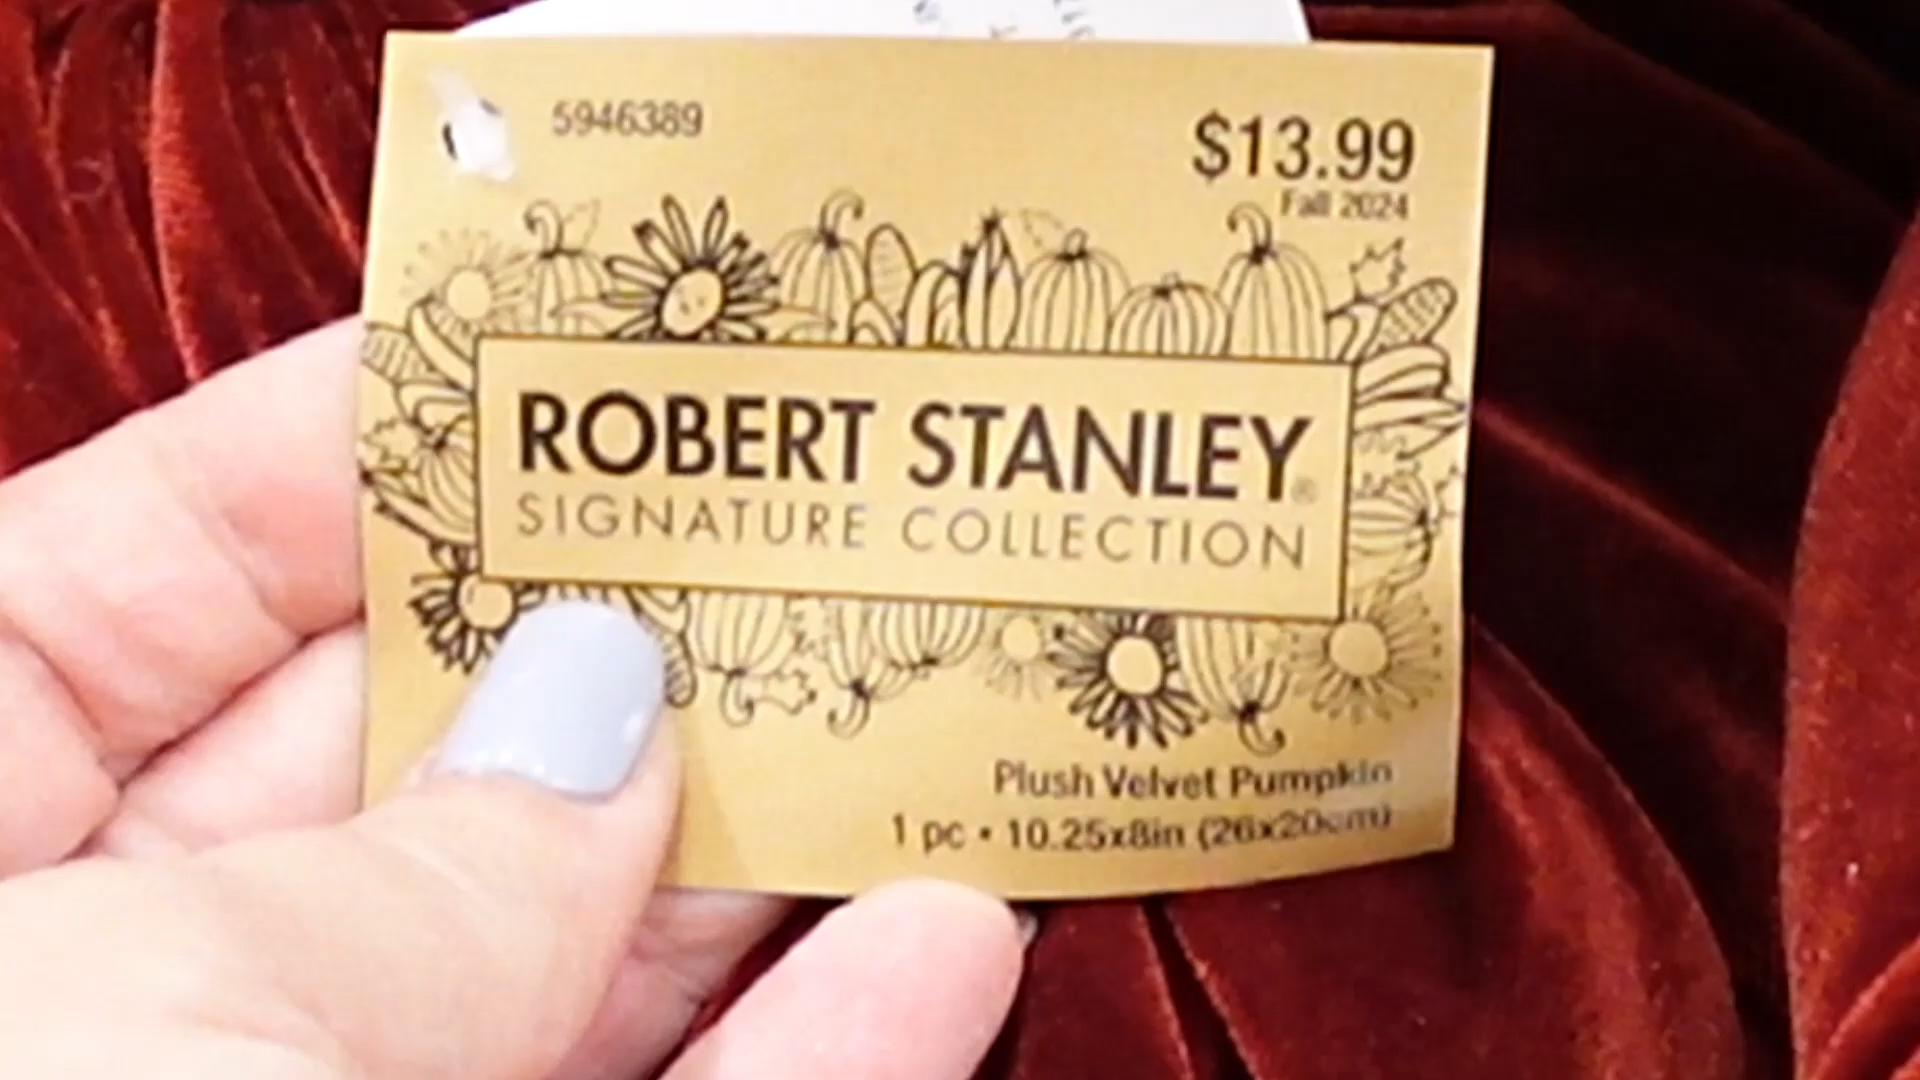 5946389
$13.99
Fall 2024
ROBERT STANLEY®
SIGNATURE COLLECTION
Plush Velvet Pumpkin
1 pc • 10.25x8in (26x20cm)